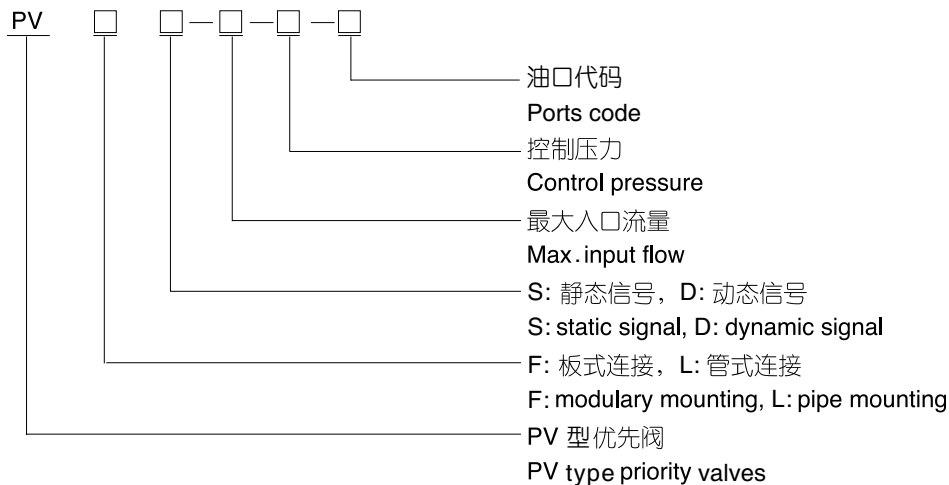 PV □ □—□—□—□
油口代码
Ports code
控制压力
Control pressure
最大入口流量
Max. input flow
S: 静态信号, D: 动态信号
S: static signal, D: dynamic signal
F: 板式连接, L: 管式连接
F: modulary mounting, L: pipe mounting
PV 型优先阀
PV type priority valves